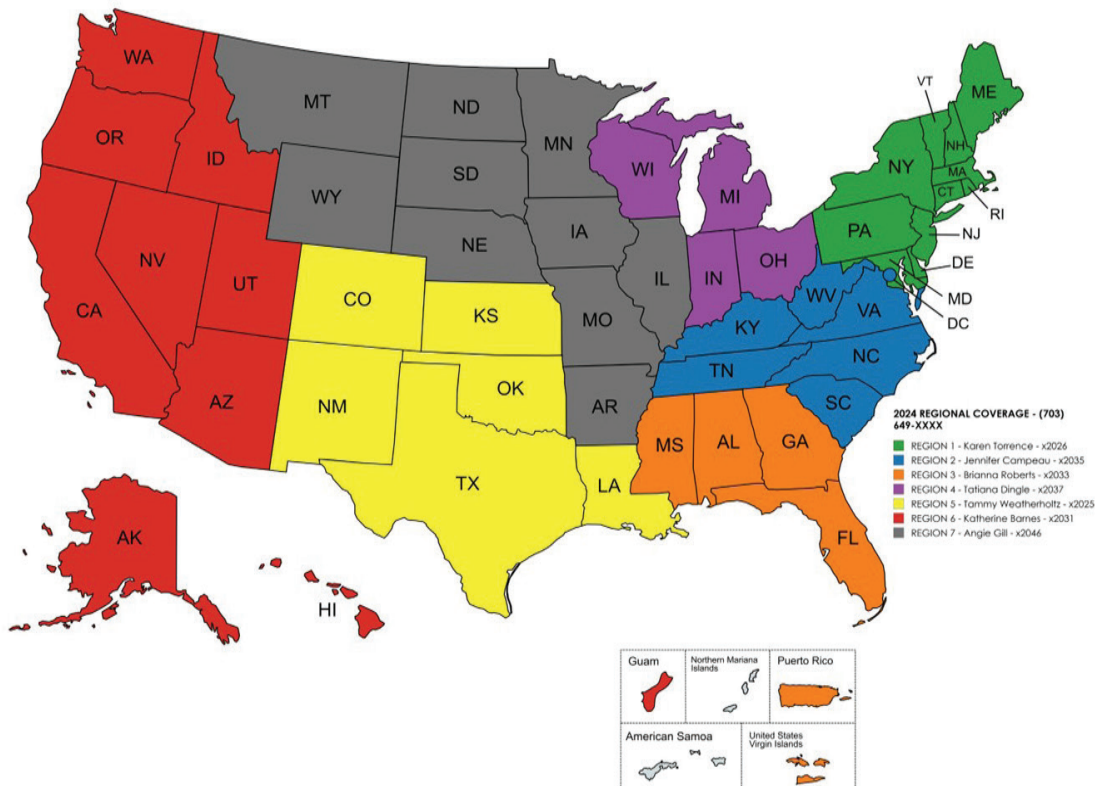 WA
MT
ND
MN
VT
ME
OR
ID
SD
WI
NY
NH
MA
WY
MI
CT
RI
IA
NE
PA
NJ
NV
UT
IL
IN
OH
DE
CA
CO
KS
MO
WV
VA
MD
KY
DC
NC
TN
AZ
NM
OK
AR
SC
MS
AL
GA
TX
LA
FL
AK
HI
2024 REGIONAL COVERAGE - (703)
649-XXXX
REGION 1 - Karen Torrence - x2026
REGION 2 - Jennifer Campeau - x2035
REGION 3 - Brianna Roberts - x2033
REGION 4 - Tatiana Dingle - x2037
REGION 5 - Tammy Weatherholtz - x2025
REGION 6 - Katherine Barnes - x2031
REGION 7 - Angie Gill - x2046
Guam
Northern Mariana
Islands
Puerto Rico
American Samoa
United States
Virgin Islands